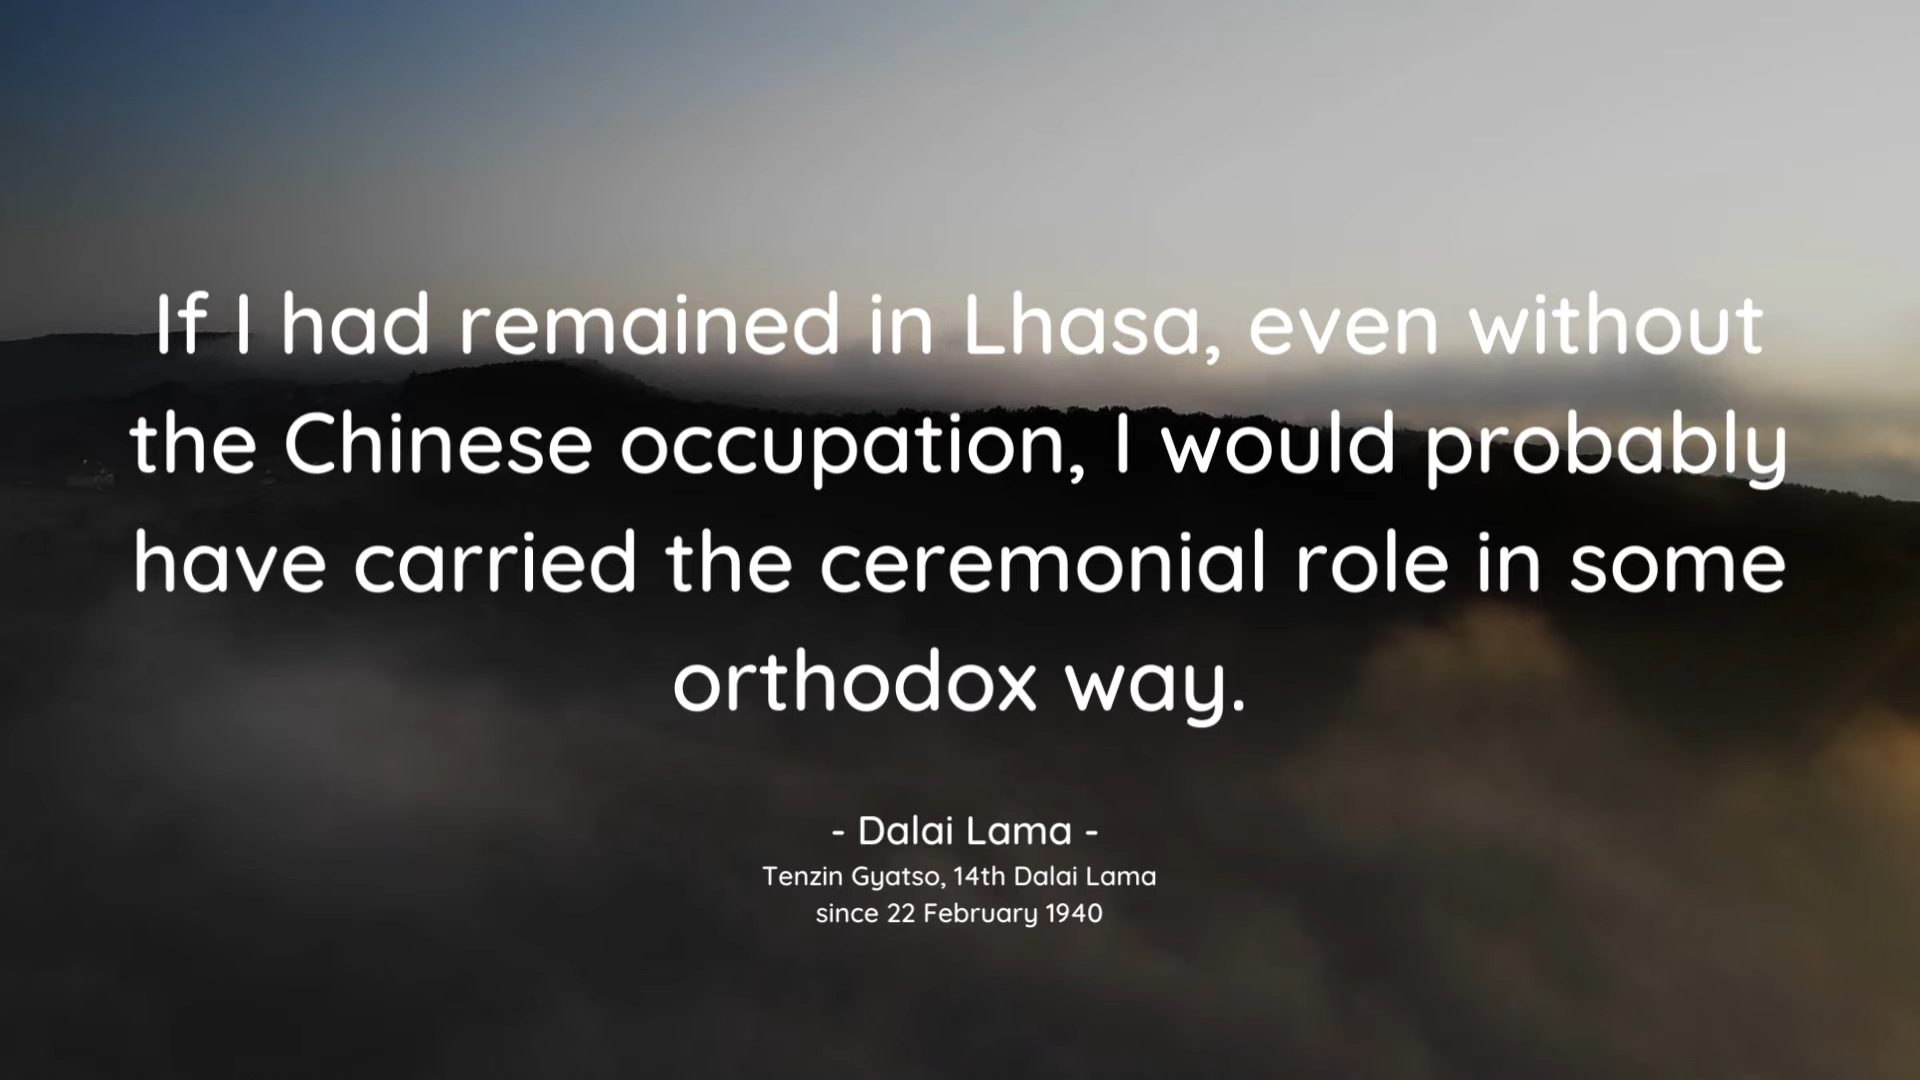 If I had remained in Lhasa, even without
the Chinese occupation, I would probably
have carried the ceremonial role in some
orthodox way.
- Dalai Lama -
Tenzin Gyatso, 14th Dalai Lama
since 22 February 1940